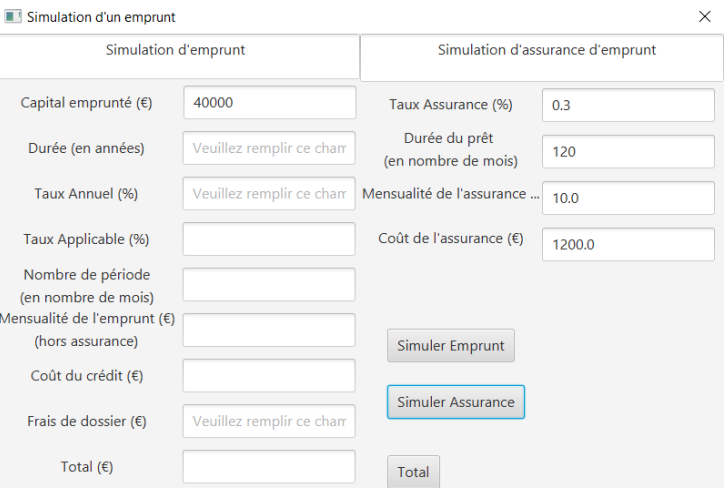 Simulation d'un emprunt
Simulation d'emprunt
Simulation d'assurance d'emprunt
Capital emprunté (€)
40000
Durée (en années)
Veuillez remplir ce cham
Taux Annuel (%)
Veuillez remplir ce cham
Taux Applicable (%)
Nombre de période
(en nombre de mois)
Mensualité de l'emprunt (€)
(hors assurance)
Coût du crédit (€)
Frais de dossier (€)
Veuillez remplir ce cham
Total (€)
Taux Assurance (%)
0.3
Durée du prêt
(en nombre de mois)
120
Mensualité de l'assurance ...
10.0
Coût de l'assurance (€)
1200.0
Simuler Emprunt
Simuler Assurance
Total